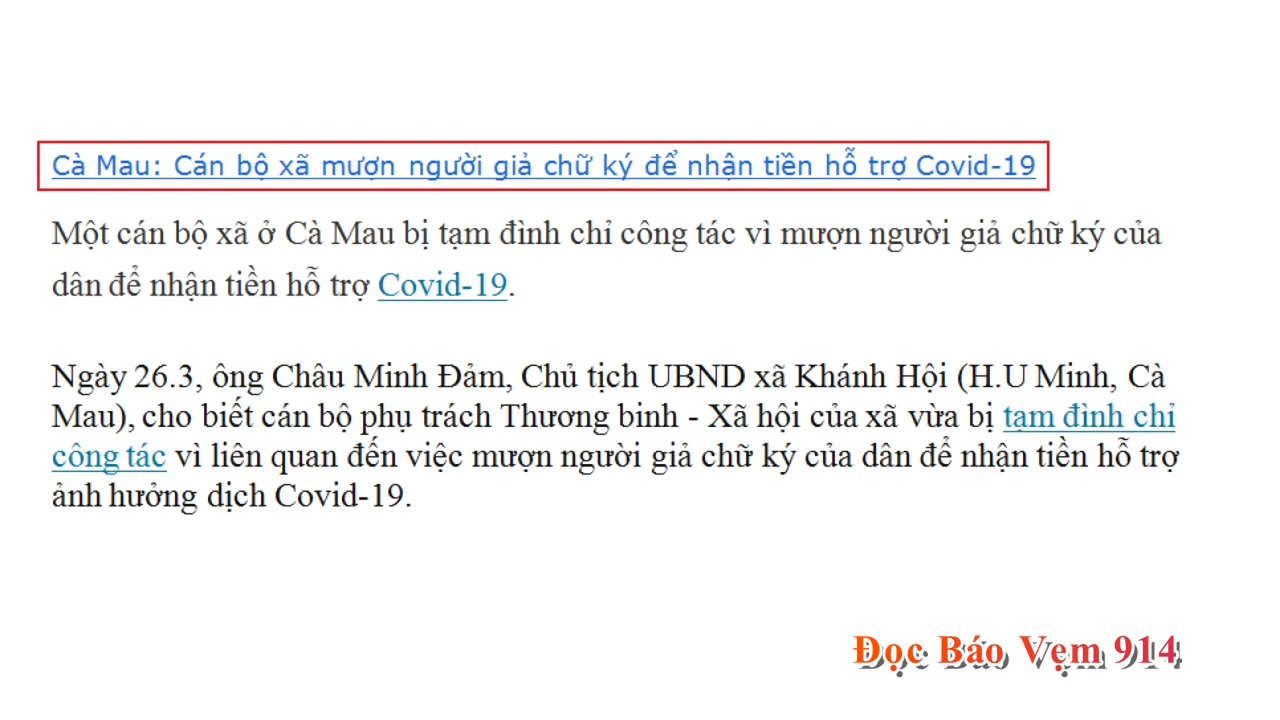 Cà Mau: Cán bộ xã mượn người giả chữ ký để nhận tiền hỗ trợ Covid-19
Một cán bộ xã ở Cà Mau bị tạm đình chỉ công tác vì mượn người giả chữ ký của
dân để nhận tiền hỗ trợ Covid-19.
Ngày 26.3, ông Châu Minh Đảm, Chủ tịch UBND xã Khánh Hội (H.U Minh, Cà
Mau), cho biết cán bộ phụ trách Thương binh - Xã hội của xã vừa bị tạm đình chỉ
công tác vì liên quan đến việc mượn người giả chữ ký của dân để nhận tiền hỗ trợ
ảnh hưởng dịch Covid-19.
Đọc Báo Vẹm 914